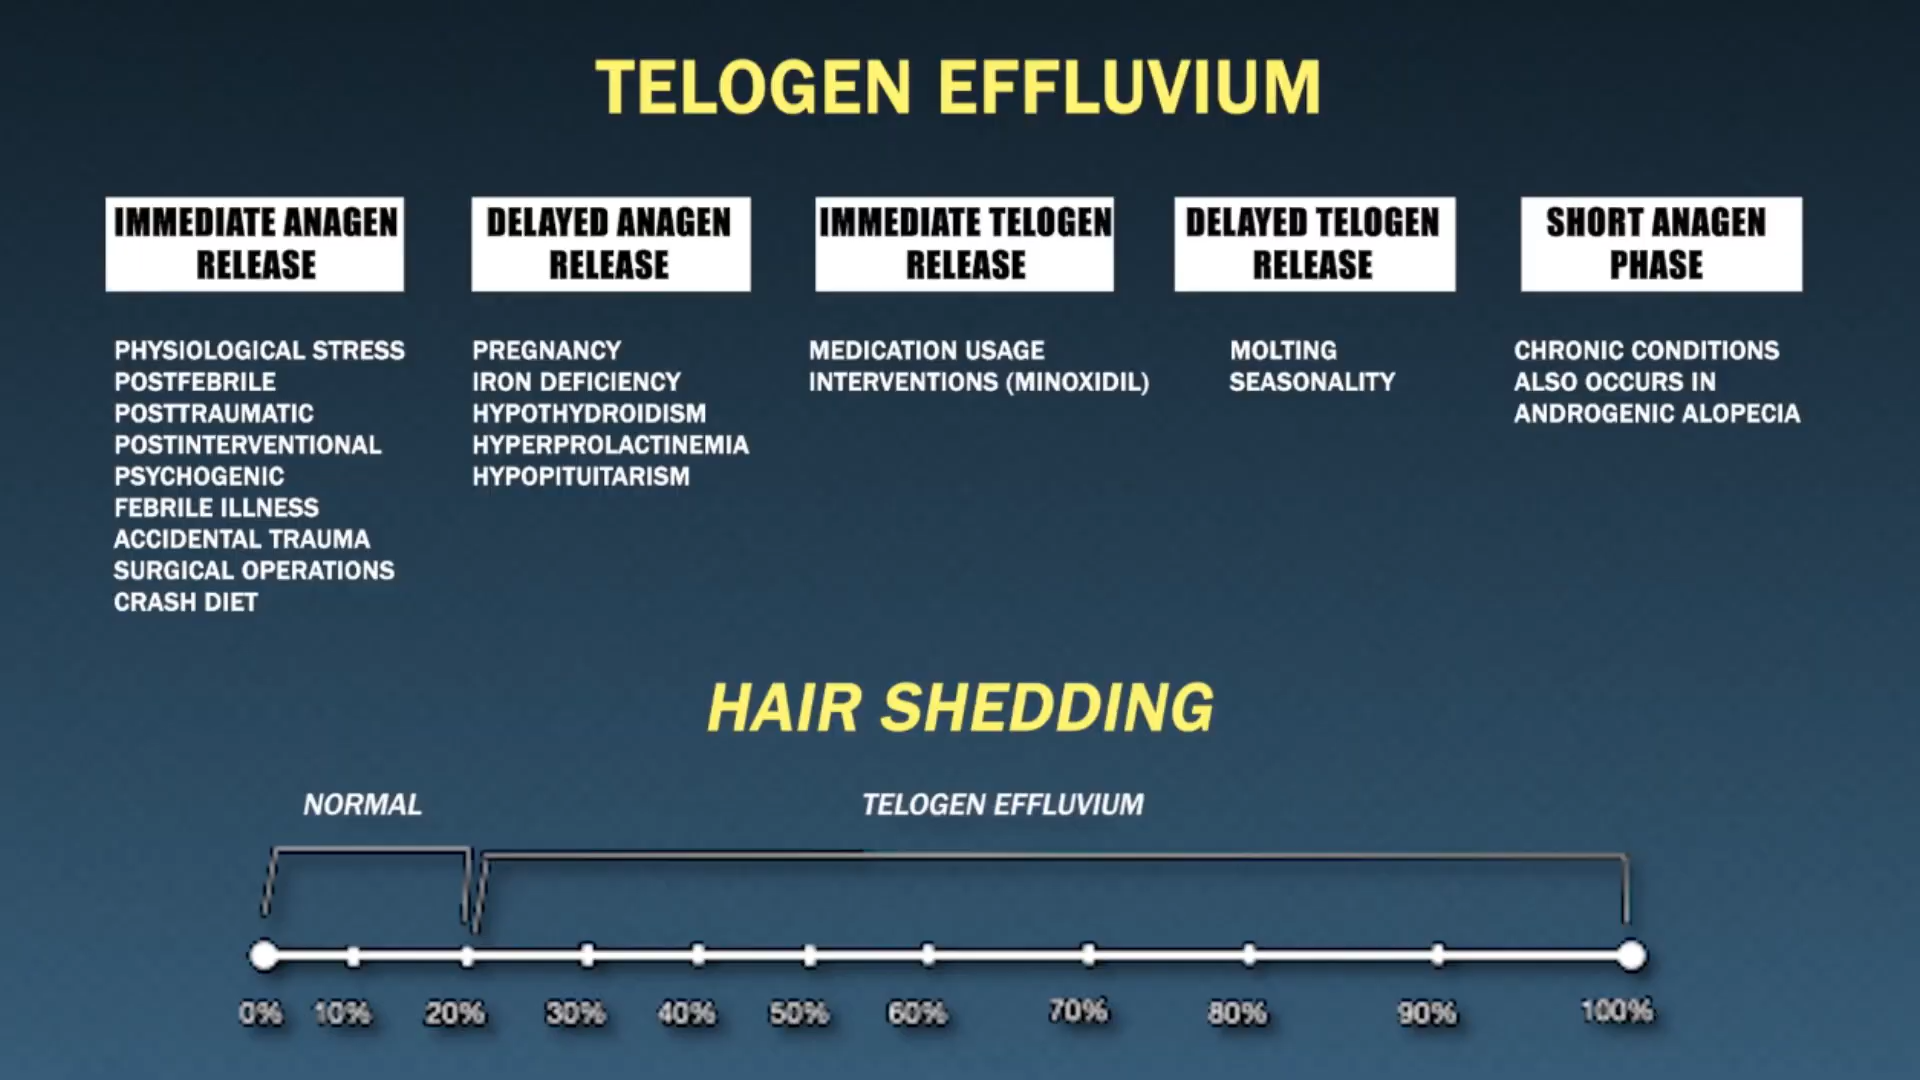 TELOGEN EFFLUVIUM
IMMEDIATE ANAGEN
RELEASE
PHYSIOLOGICAL STRESS
POSTFEBRILE
POSTTRAUMATIC
POSTINTERVENTIONAL
PSYCHOGENIC
FEBRILE ILLNESS
ACCIDENTAL TRAUMA
SURGICAL OPERATIONS
CRASH DIET
DELAYED ANAGEN
RELEASE
PREGNANCY
IRON DEFICIENCY
HYPOTHYDROIDISM
HYPERPROLACTINEMIA
HYPOPITUITARISM
IMMEDIATE TELOGEN
RELEASE
MEDICATION USAGE
INTERVENTIONS (MINOXIDIL)
DELAYED TELOGEN
RELEASE
MOLTING
SEASONALITY
SHORT ANAGEN
PHASE
CHRONIC CONDITIONS
ALSO OCCURS IN
ANDROGENIC ALOPECIA
HAIR SHEDDING
NORMAL
TELOGEN EFFLUVIUM
0% 10% 20% 30% 40% 50% 60% 70% 80% 90% 100%